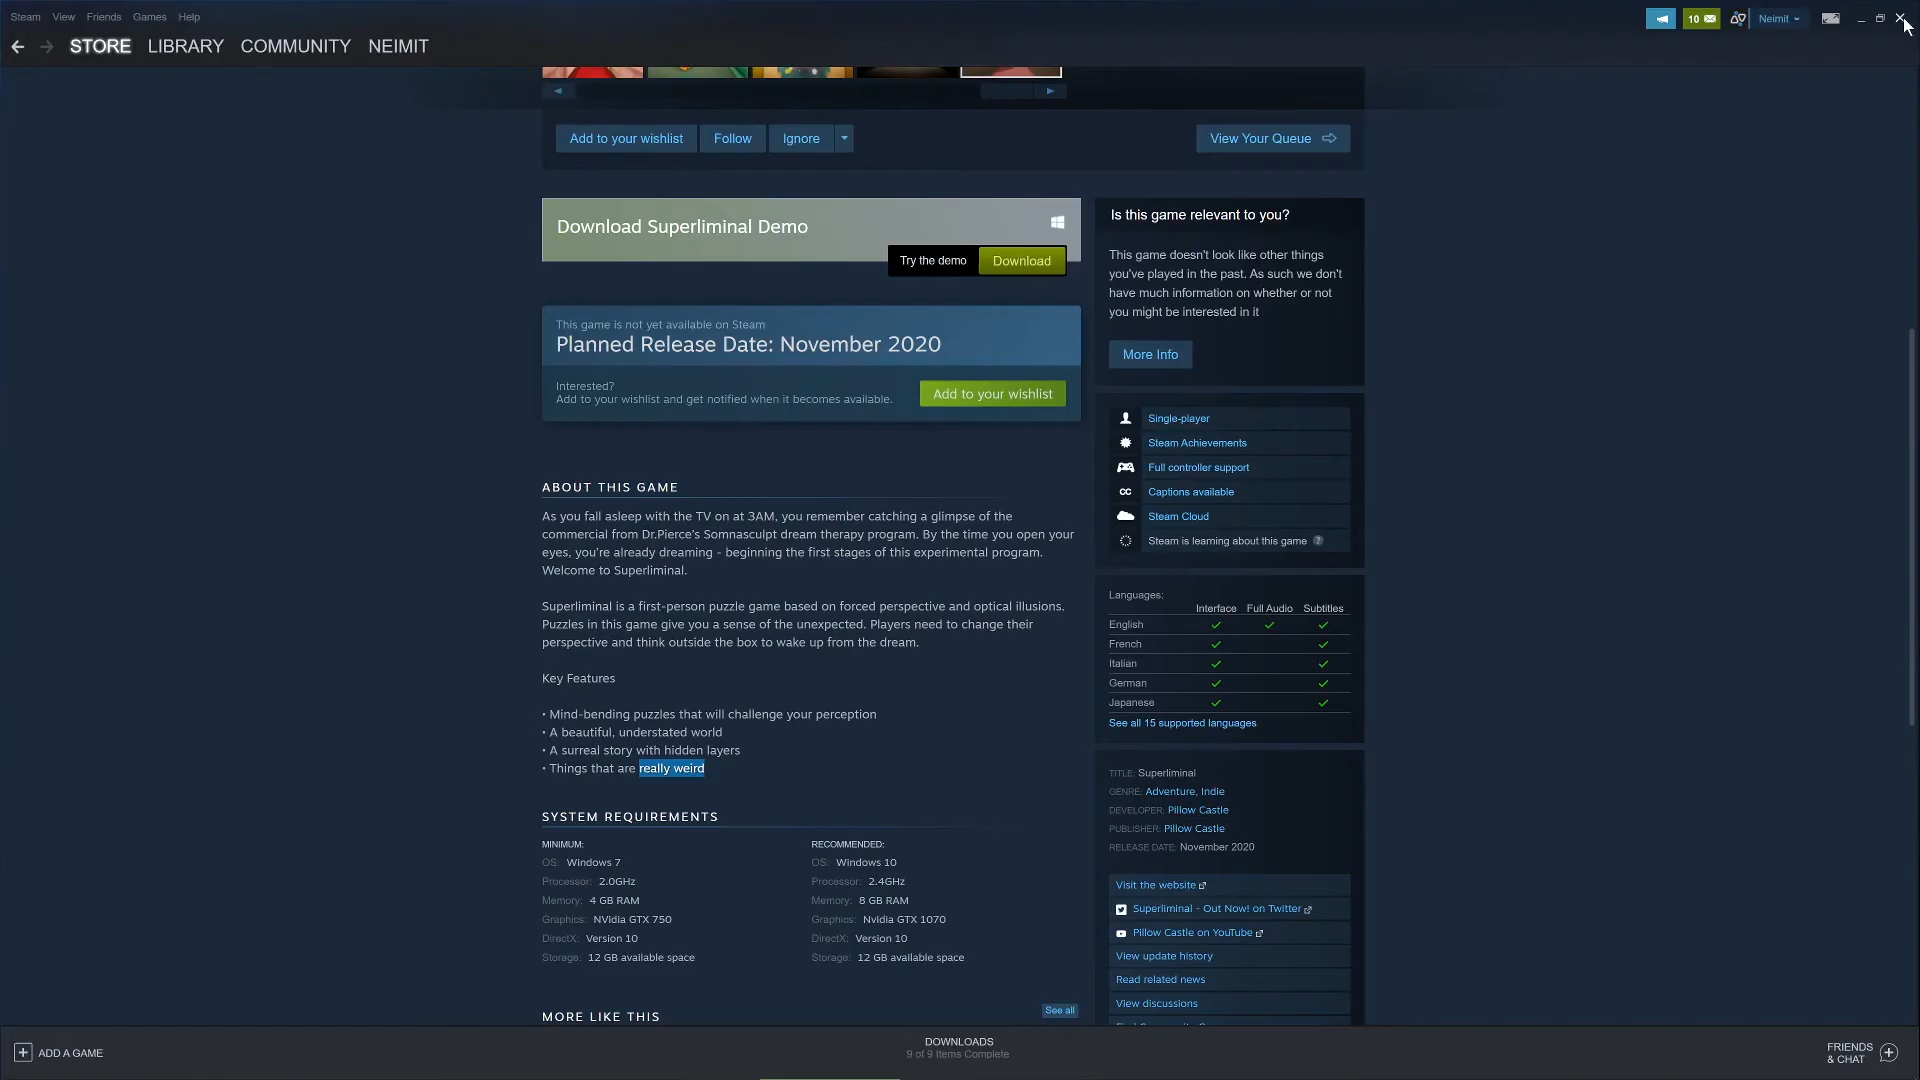 Steam View Friends Games Help
10 Neimit
STORE LIBRARY COMMUNITY NEIMIT
Add to your wishlist Follow Ignore View Your Queue
Download Superliminal Demo
Try the demo Download
This game is not yet available on Steam
Planned Release Date: November 2020
Interested?
Add to your wishlist and get notified when it becomes available.
Add to your wishlist
ABOUT THIS GAME
As you fall asleep with the TV on at 3AM, you remember catching a glimpse of the
commercial from Dr.Pierce's Somnasculpt dream therapy program. By the time you open your
eyes, you're already dreaming – beginning the first stages of this experimental program.
Welcome to Superliminal.
Superliminal is a first-person puzzle game based on forced perspective and optical illusions.
Puzzles in this game give you a sense of the unexpected. Players need to change their
perspective and think outside the box to wake up from the dream.
Key Features
• Mind-bending puzzles that will challenge your perception
• A beautiful, understated world
• A surreal story with hidden layers
• Things that are really weird
SYSTEM REQUIREMENTS
MINIMUM:
OS: Windows 7
Processor: 2.0GHz
Memory: 4 GB RAM
Graphics: NVidia GTX 750
DirectX: Version 10
Storage: 12 GB available space
RECOMMENDED:
OS: Windows 10
Processor: 2.4GHz
Memory: 8 GB RAM
Graphics: Nvidia GTX 1070
DirectX: Version 10
Storage: 12 GB available space
MORE LIKE THIS See all
Is this game relevant to you?
This game doesn't look like other things
you've played in the past. As such we don't
have much information on whether or not
you might be interested in it
More Info
Single-player
Steam Achievements
Full controller support
CC Captions available
Steam Cloud
Steam is learning about this game ?
Languages:
Interface Full Audio Subtitles
English
French
Italian
German
Japanese
See all 15 supported languages
TITLE: Superliminal
GENRE: Adventure, Indie
DEVELOPER: Pillow Castle
PUBLISHER: Pillow Castle
RELEASE DATE: November 2020
Visit the website
Superliminal - Out Now! on Twitter
Pillow Castle on YouTube
View update history
Read related news
View discussions
ADD A GAME
DOWNLOADS
9 of 9 Items Complete
FRIENDS
& CHAT